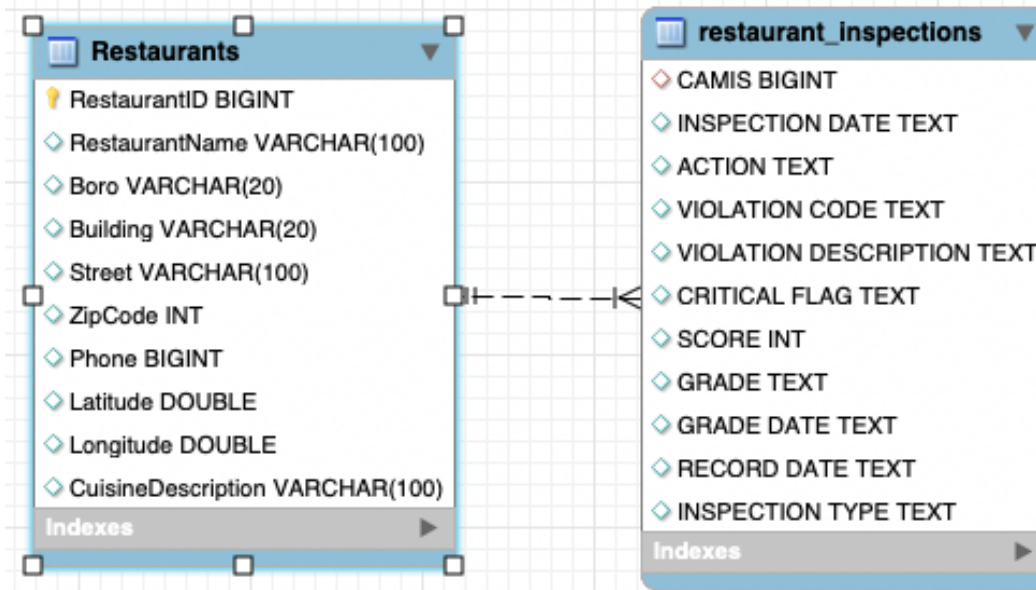 Restaurants
RestaurantID BIGINT
RestaurantName VARCHAR(100)
Boro VARCHAR(20)
Building VARCHAR(20)
Street VARCHAR(100)
ZipCode INT
Phone BIGINT
Latitude DOUBLE
Longitude DOUBLE
CuisineDescription VARCHAR(100)
Indexes
restaurant_inspections
CAMIS BIGINT
INSPECTION DATE TEXT
ACTION TEXT
VIOLATION CODE TEXT
VIOLATION DESCRIPTION TEXT
CRITICAL FLAG TEXT
SCORE INT
GRADE TEXT
GRADE DATE TEXT
RECORD DATE TEXT
INSPECTION TYPE TEXT
Indexes